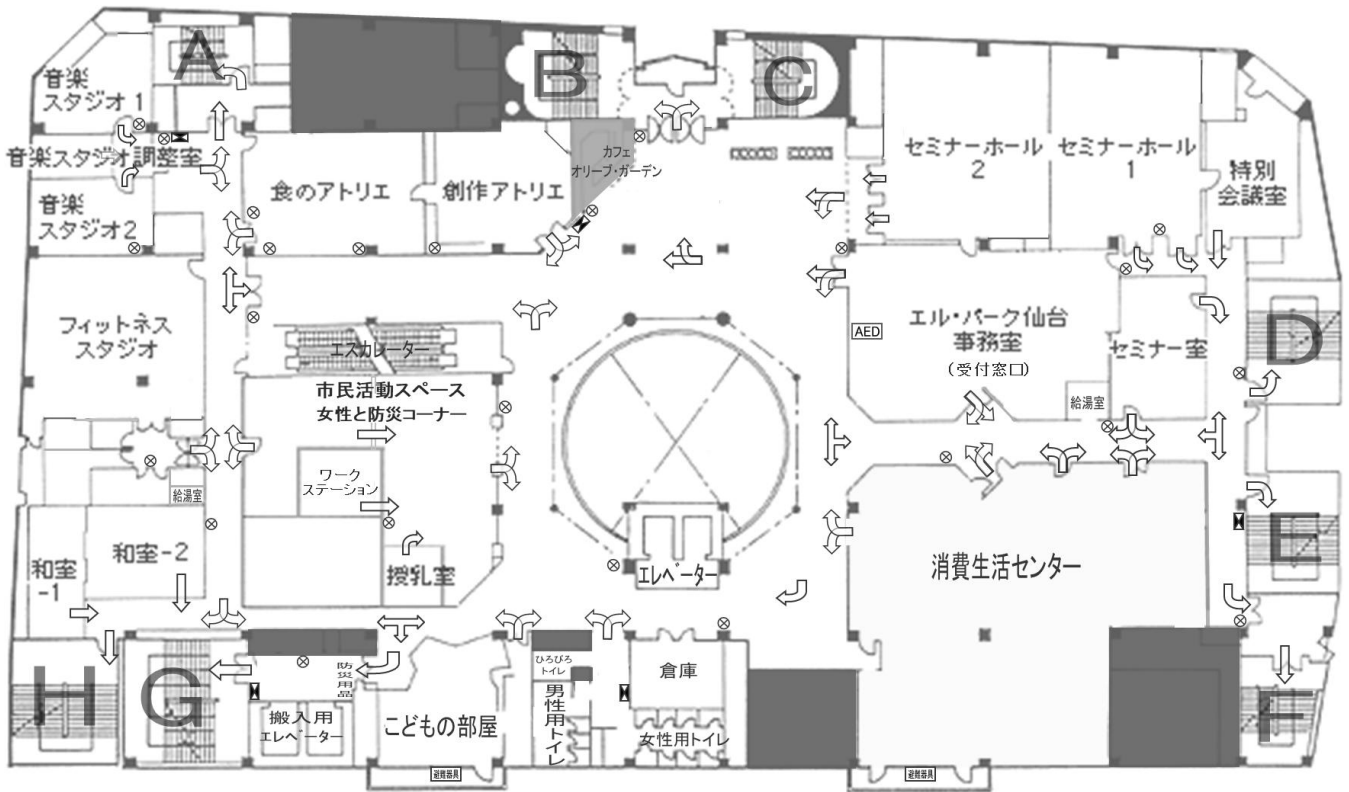 A
B
C
音楽
スタジオ1
音楽スタジオ調整室
音楽
スタジオ2
食のアトリエ
創作アトリエ
カフェ
オリーブ・ガーデン
セミナーホール
2
セミナーホール
1
特別
会議室
フィットネス
スタジオ
エスカレーター
市民活動スペース
女性と防災コーナー
AED
エル・パーク仙台
事務室
(受付窓口)
セミナー室
給湯室
D
ワーク
ステーション
給湯室
和室-2
和室
-1
授乳室
エレベーター
消費生活センター
E
H
G
防災用品
搬入用
エレベーター
こどもの部屋
ひろびろ
トイレ
男性用トイレ
倉庫
女性用トイレ
F
避難器具
避難器具